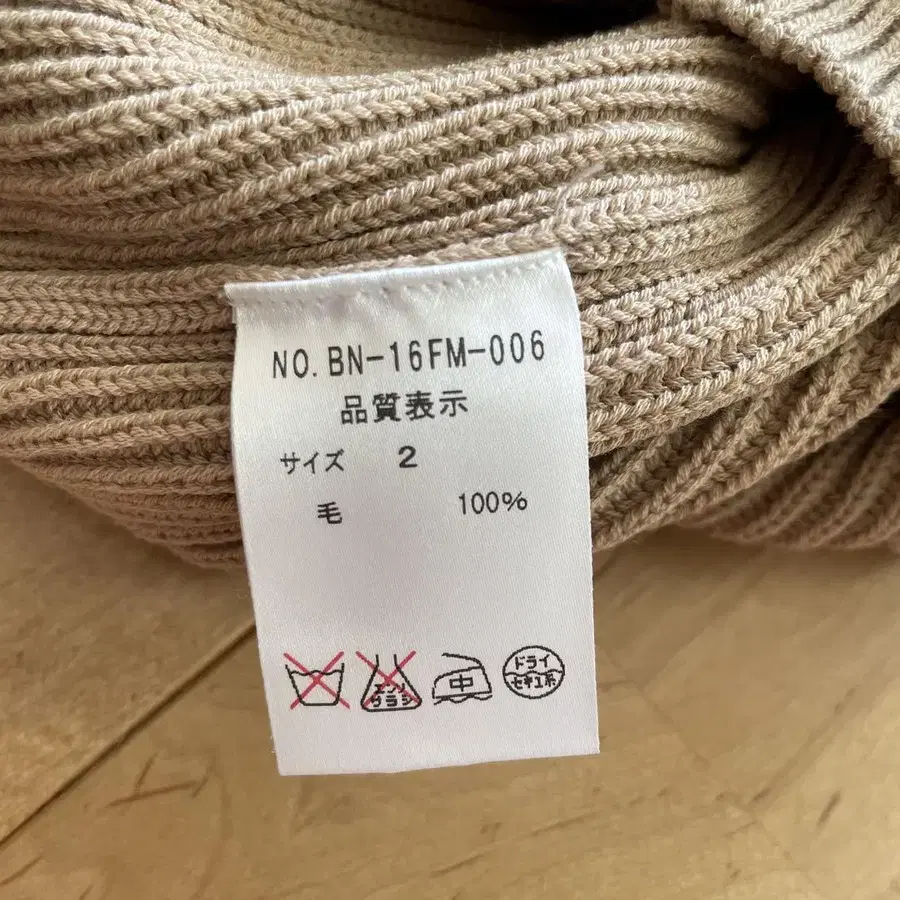 NO. BN-16FM-006
品質表示
サイズ 2
毛 100%
エンソ
サラシ
中
ドライ
セキユ系